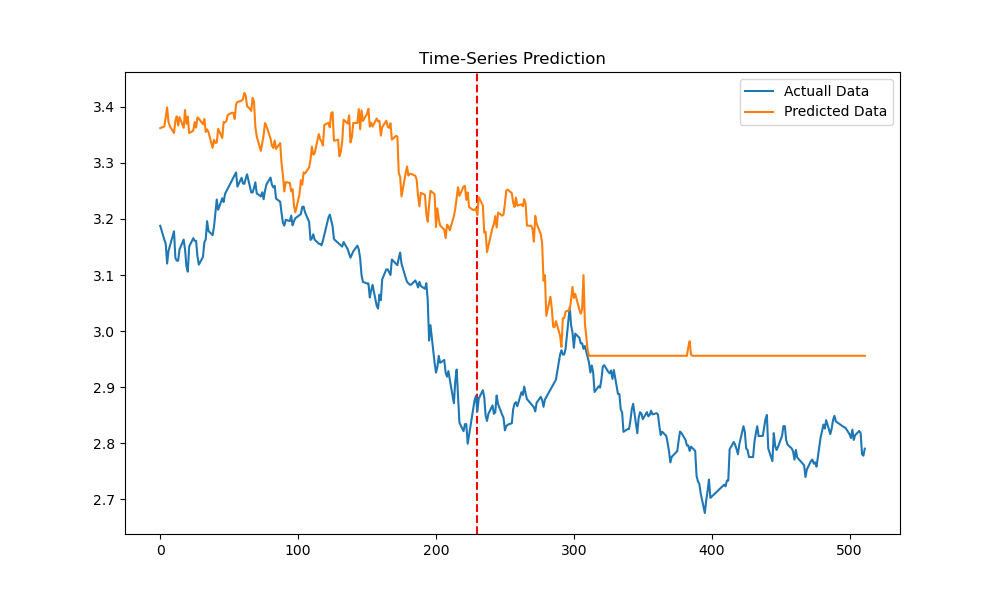 Time-Series Prediction
Actuall Data
Predicted Data
3.4
3.3
3.2
3.1
3.0
2.9
2.8
2.7
0 100 200 300 400 500